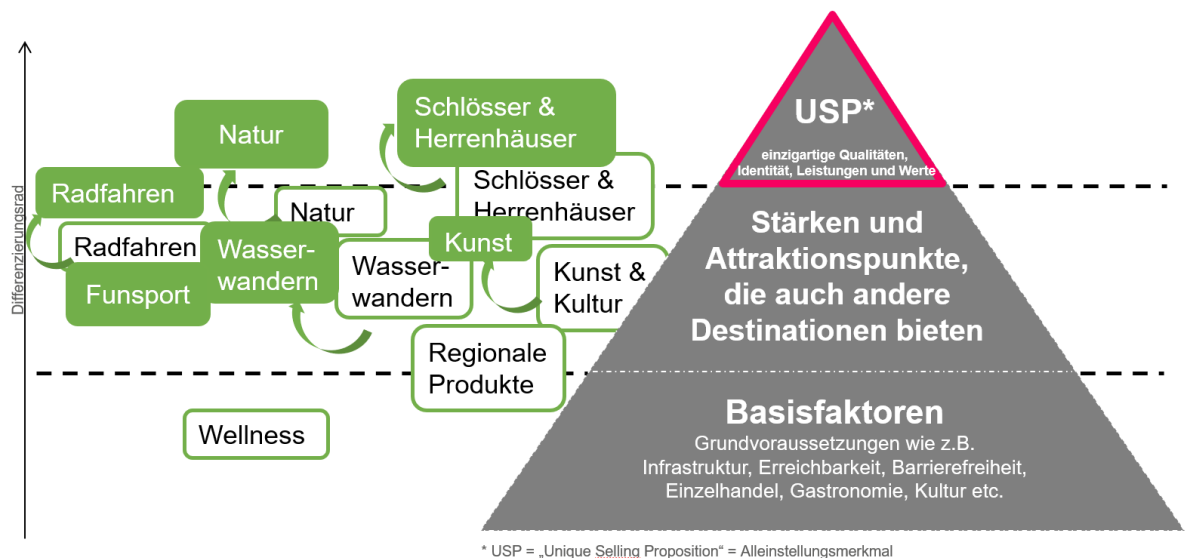 Differenzierungsrad
Natur
Schlösser &
Herrenhäuser
Radfahren
Schlösser &
Herrenhäuser
Natur
Radfahren
Wasser-
wandern
Kunst
Funsport
Wasser-
wandern
Kunst &
Kultur
Regionale
Produkte
Wellness
USP*
einzigartige Qualitäten,
Identität, Leistungen und Werte
Stärken und
Attraktionspunkte,
die auch andere
Destinationen bieten
Basisfaktoren
Grundvoraussetzungen wie z.B.
Infrastruktur, Erreichbarkeit, Barrierefreiheit,
Einzelhandel, Gastronomie, Kultur etc.
* USP = „Unique Selling Proposition“ = Alleinstellungsmerkmal